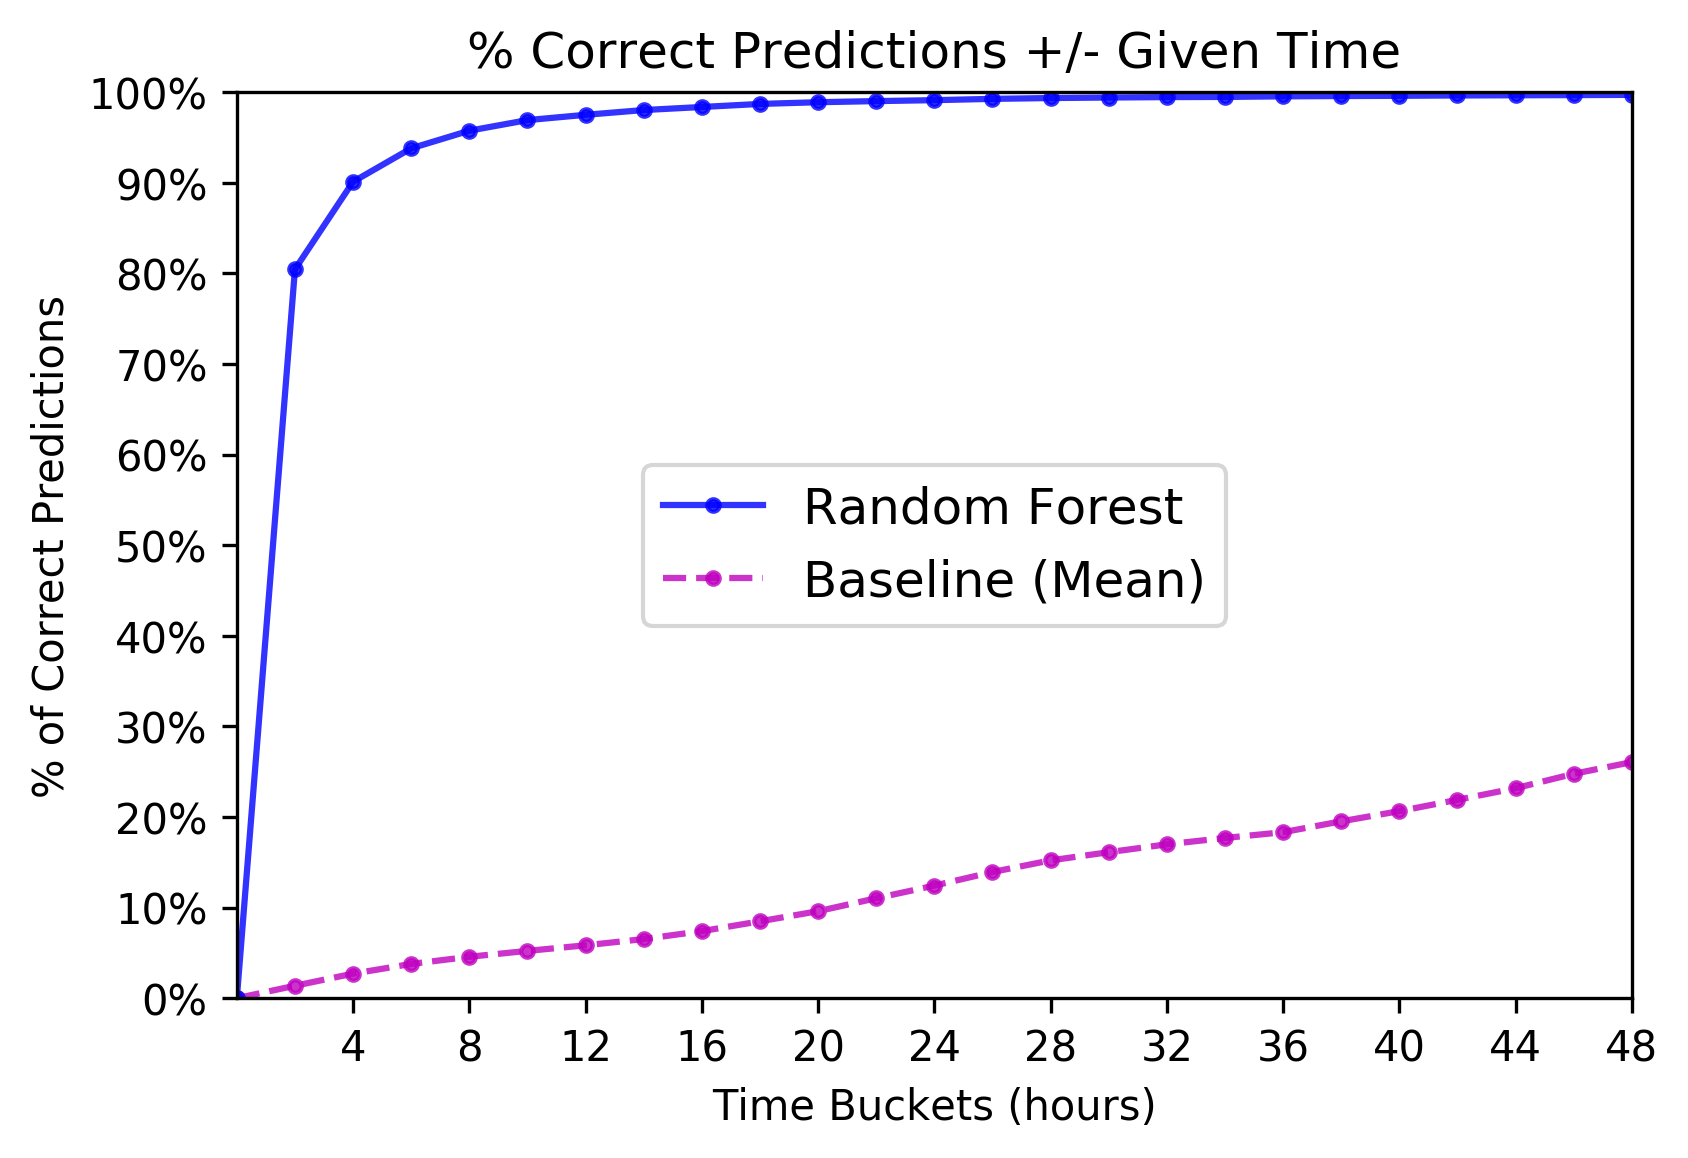 % Correct Predictions +/- Given Time
100%
90%
80%
70%
60%
50%
40%
30%
20%
10%
0%
% of Correct Predictions
Random Forest
Baseline (Mean)
4 8 12 16 20 24 28 32 36 40 44 48
Time Buckets (hours)